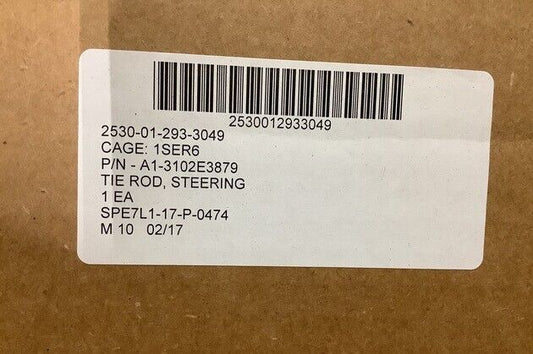 2530012933049
2530-01-293-3049
CAGE: 1SER6
P/N - A1-3102E3879
TIE ROD, STEERING
1 EA
SPE7L1-17-P-0474
M 10 02/17